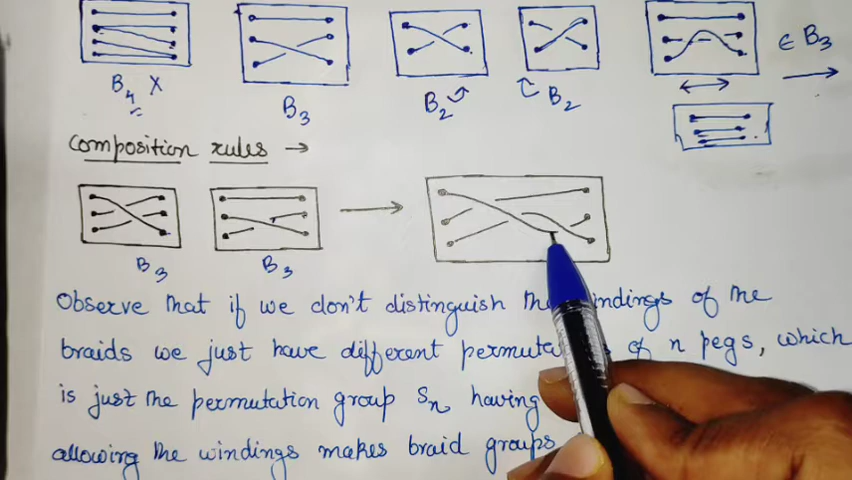 B₄ X
B₃
B₂
B₂
∈ B₃
Composition rules →
B₃
B₃
Observe that if we don't distinguish the windings of the
braids we just have different permuta s of n pegs, which
is just the permutation group Sₙ having
allowing the windings makes braid groups